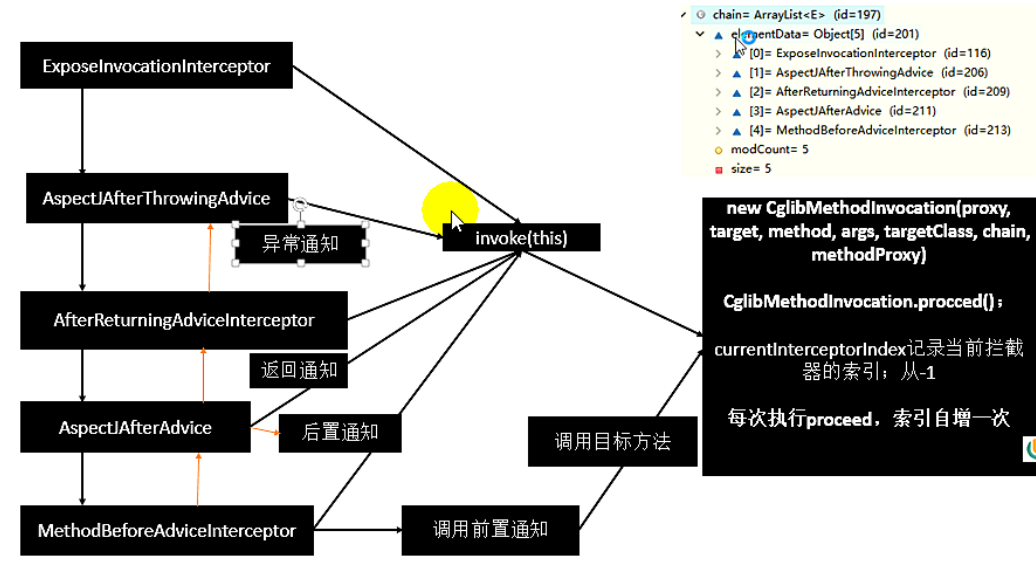 chain= ArrayList<E> (id=197)
elementData= Object[5] (id=201)
[0]= ExposeInvocationInterceptor (id=116)
[1]= AspectJAfterThrowingAdvice (id=206)
[2]= AfterReturningAdviceInterceptor (id=209)
[3]= AspectJAfterAdvice (id=211)
[4]= MethodBeforeAdviceInterceptor (id=213)
modCount= 5
size= 5
ExposeInvocationInterceptor
AspectJAfterThrowingAdvice
异常通知
invoke(this)
AfterReturningAdviceInterceptor
返回通知
AspectJAfterAdvice
后置通知
MethodBeforeAdviceInterceptor
调用前置通知
调用目标方法
new CglibMethodInvocation(proxy,
target, method, args, targetClass, chain,
methodProxy)
CglibMethodInvocation.procced()；
currentInterceptorIndex记录当前拦截
器的索引；从-1
每次执行proceed，索引自增一次